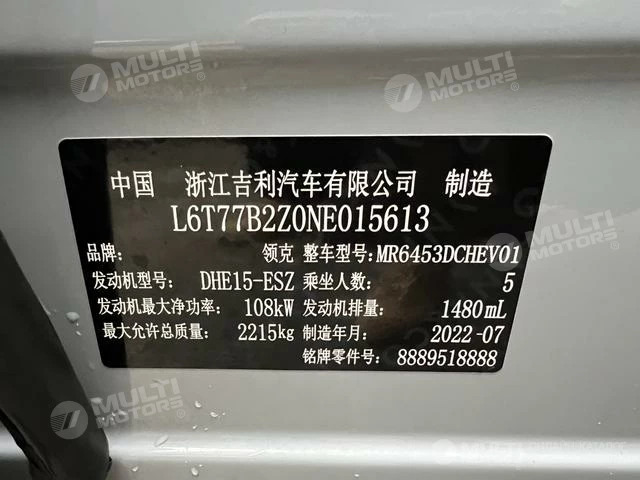 MULTI MOTORS
MULTI MOTORS
中国 浙江吉利汽车有限公司 制造
L6T77B2Z0NE015613
品牌: 领克 整车型号: MR6453DCHEV01
发动机型号: DHE15-ESZ 乘坐人数: 5
发动机最大净功率: 108kW 发动机排量: 1480mL
最大允许总质量: 2215kg 制造年月: 2022-07
铭牌零件号: 8889518888
MULTI MOTORS
MULTI MOTORS